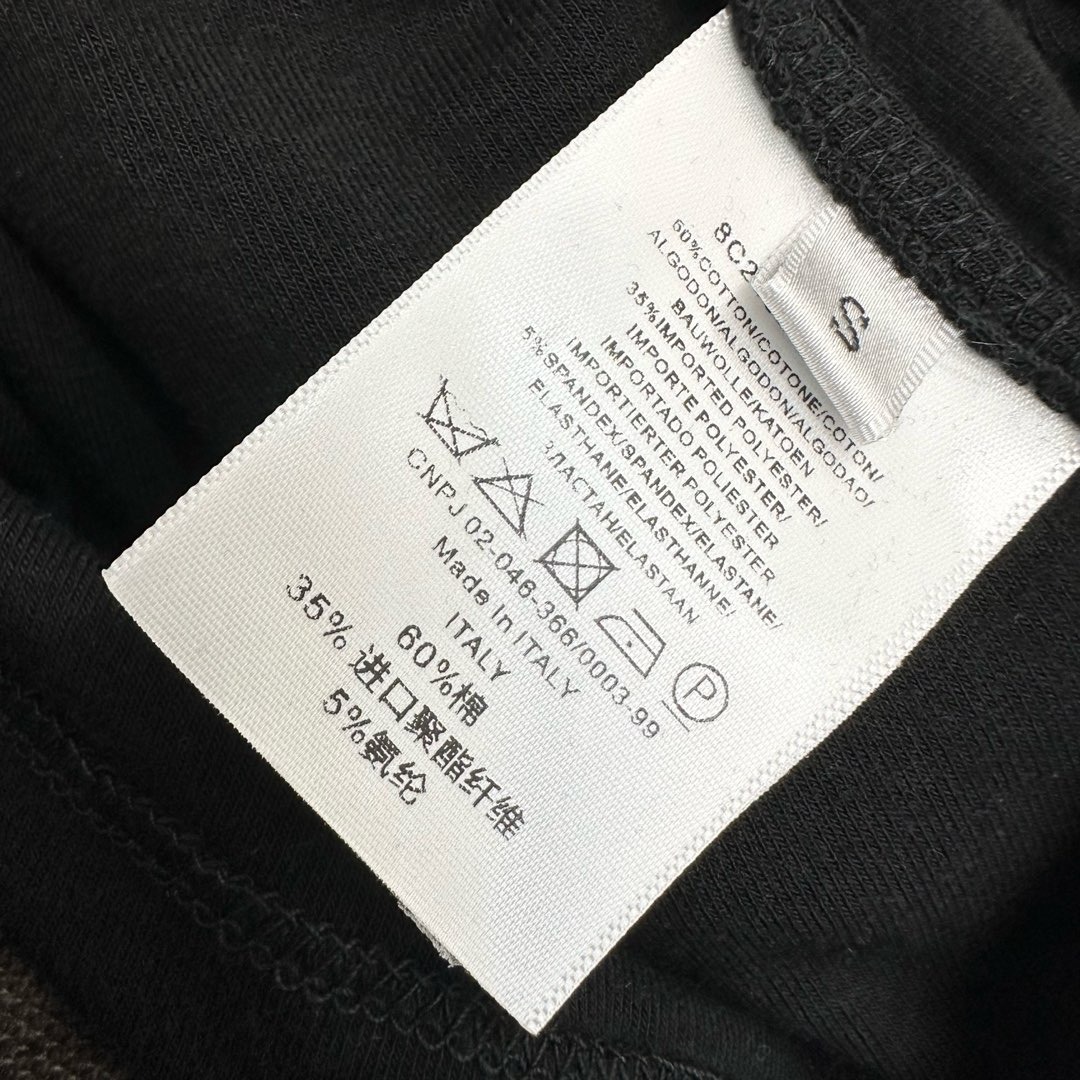 8C2
S
60%COTTON/COTONE/COTON/
ALGODON/ALGODON/ALGODAO/
BAUWOLLE/KATOEN
35%IMPORTED POLYESTER/
IMPORTE POLYESTER/
IMPORTADO POLIESTER
IMPORTIERTER POLYESTER
5%SPANDEX/SPANDEX/ELASTANE/
ELASTHANE/ELASTHANNE/
ЭЛАСТАН/ELASTAAN
P
CNPJ 02-046-366/0003-99
Made In ITALY
ITALY
60%棉
35% 进口聚酯纤维
5%氨纶